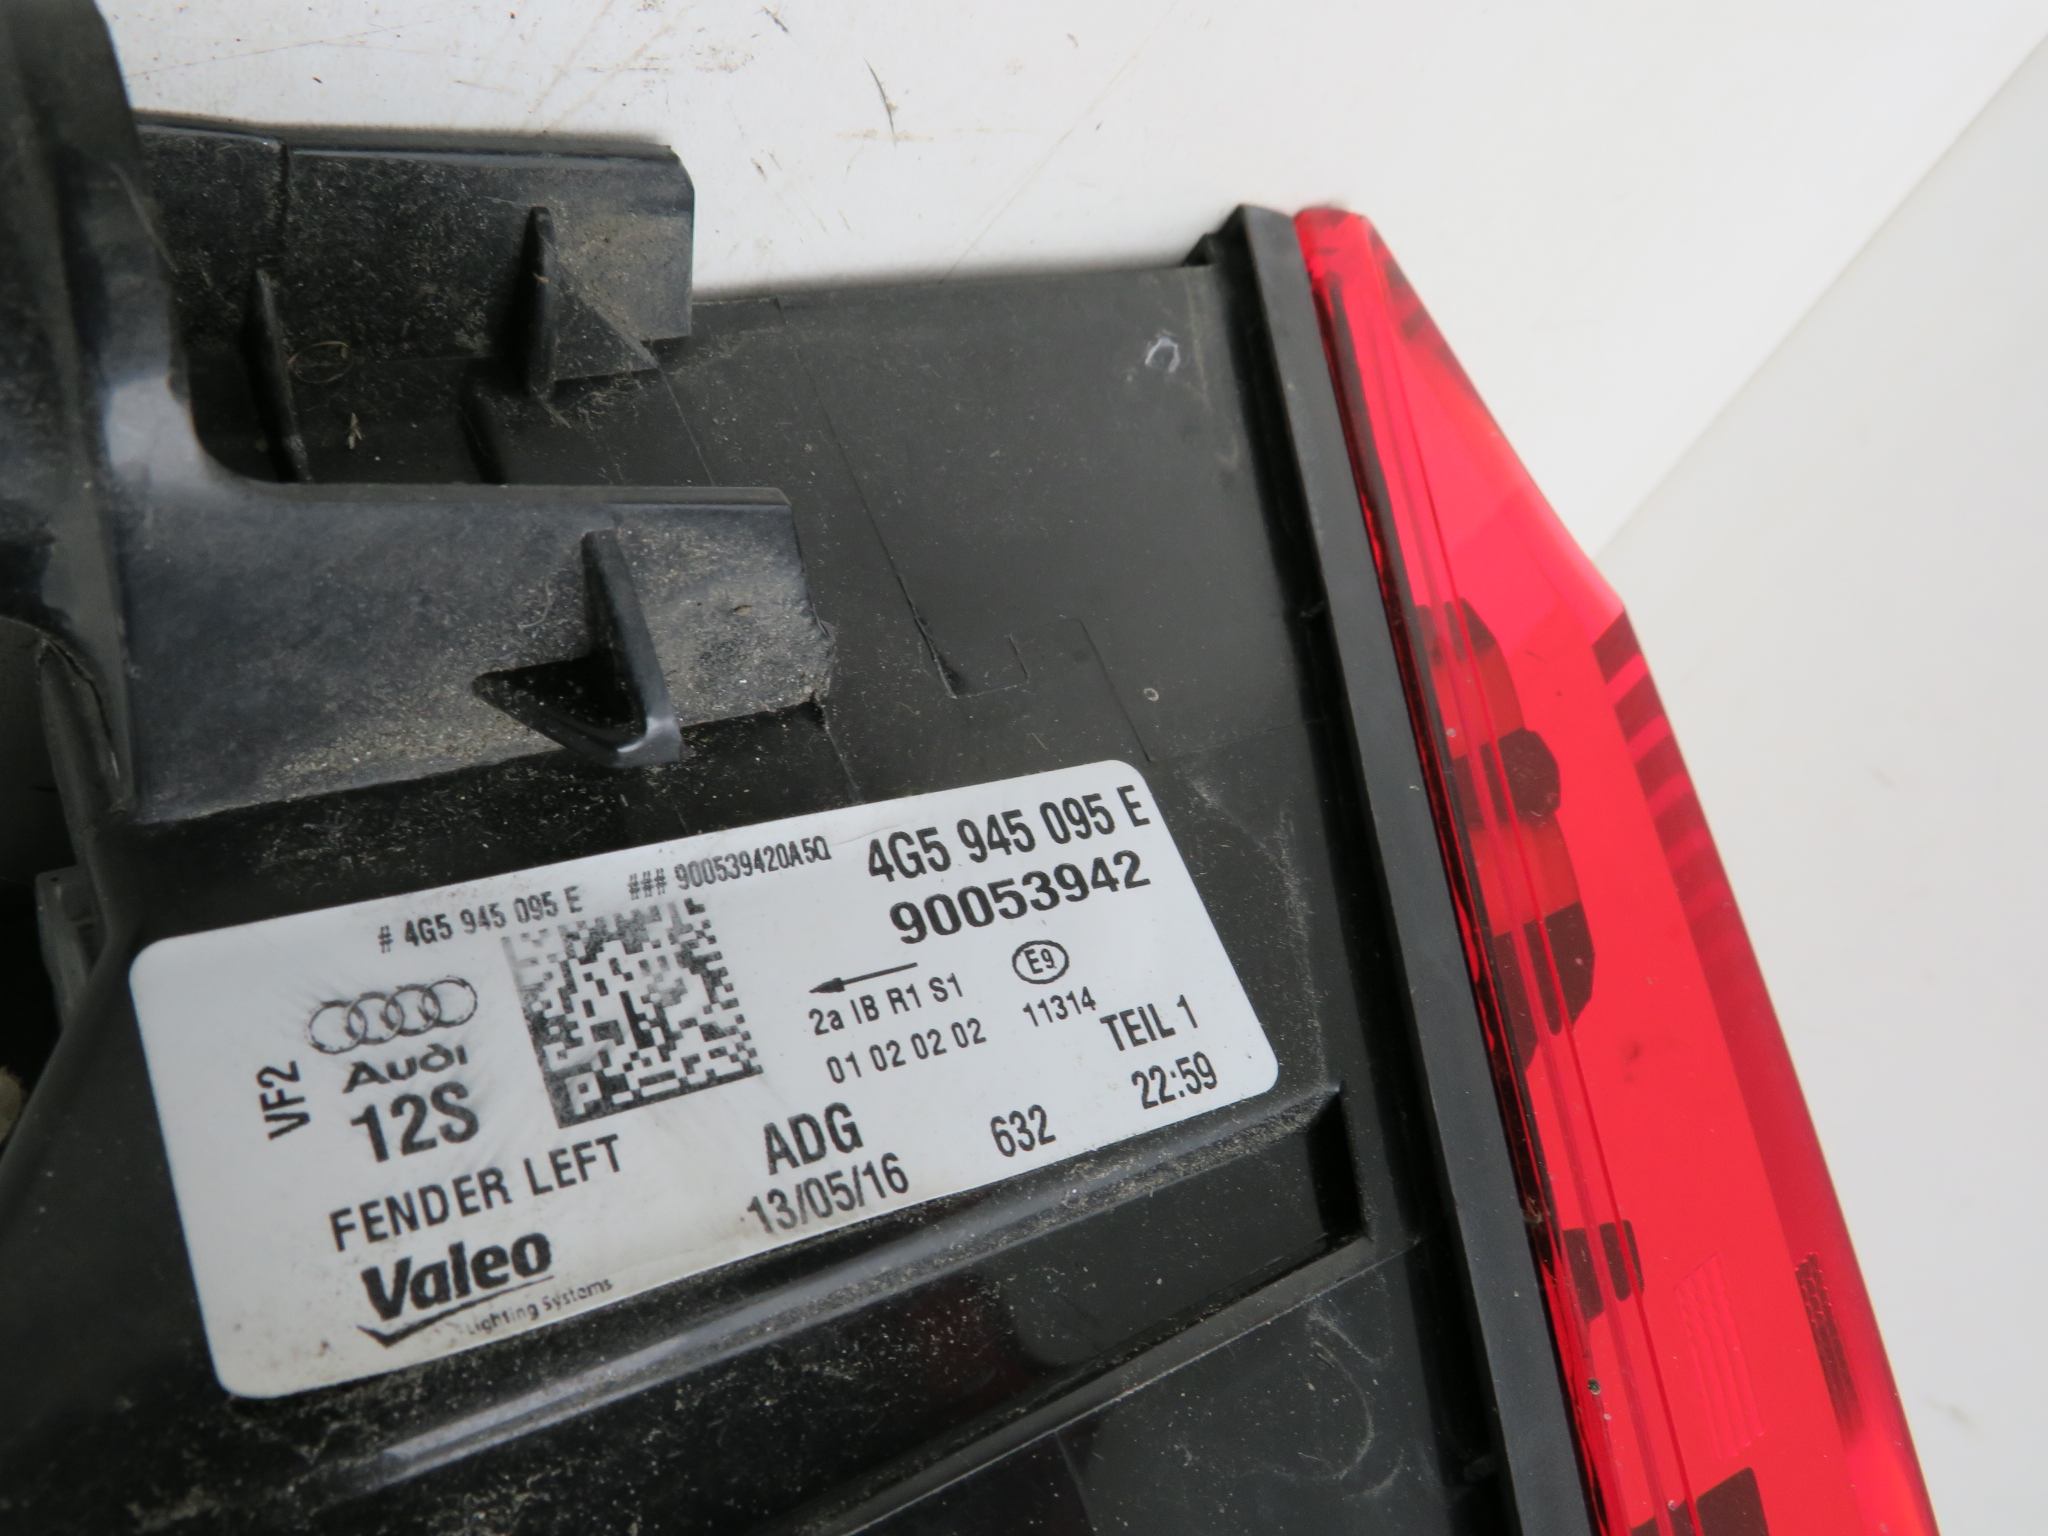 # 4G5 945 095 E ### 900539420A5Q
4G5 945 095 E
90053942
VF2
Audi
12S
FENDER LEFT
Valeo
Lighting Systems
2a IB R1 S1
01 02 02 02
E9
11314
TEIL 1
ADG
13/05/16
632
22:59